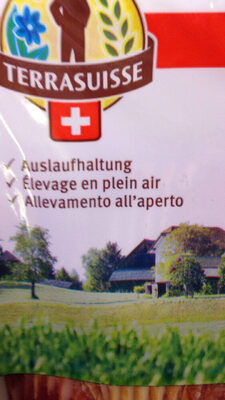 TERRASUISSE
✓ Auslaufhaltung
✓ Élevage en plein air
✓ Allevamento all'aperto